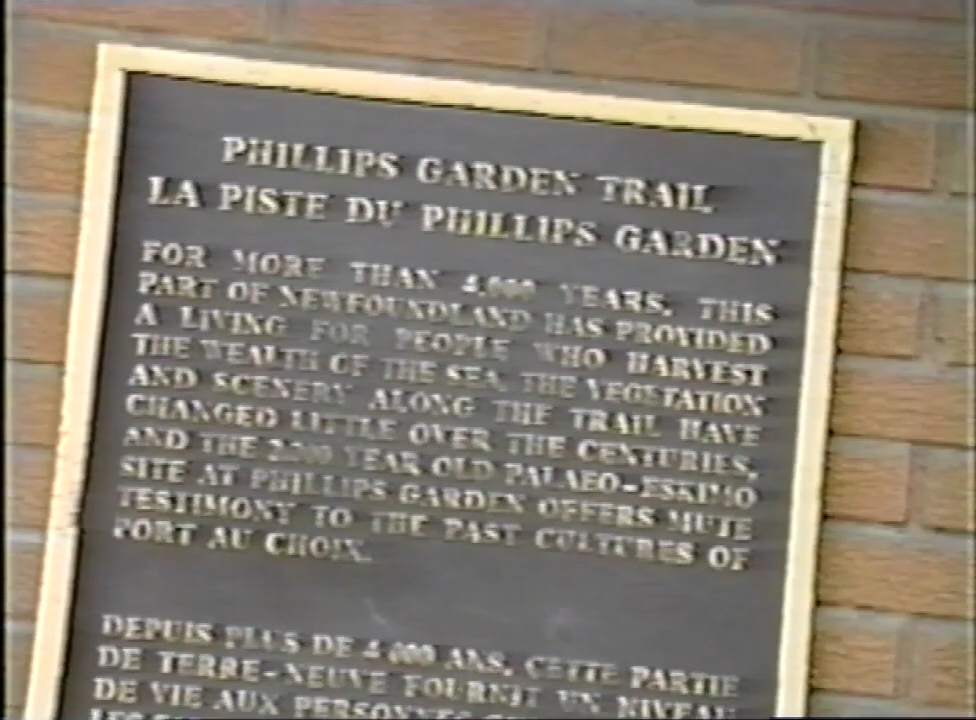 PHILLIPS GARDEN TRAIL
LA PISTE DU PHILLIPS GARDEN
FOR MORE THAN 4,000 YEARS, THIS
PART OF NEWFOUNDLAND HAS PROVIDED
A LIVING FOR PEOPLE WHO HARVEST
THE WEALTH OF THE SEA. THE VEGETATION
AND SCENERY ALONG THE TRAIL HAVE
CHANGED LITTLE OVER THE CENTURIES,
AND THE 2,000 YEAR OLD PALAEO-ESKIMO
SITE AT PHILLIPS GARDEN OFFERS MUTE
TESTIMONY TO THE PAST CULTURES OF
PORT AU CHOIX.
DEPUIS PLUS DE 4 000 ANS, CETTE PARTIE
DE TERRE-NEUVE FOURNIT UN NIVEAU
DE VIE AUX PERSONNES